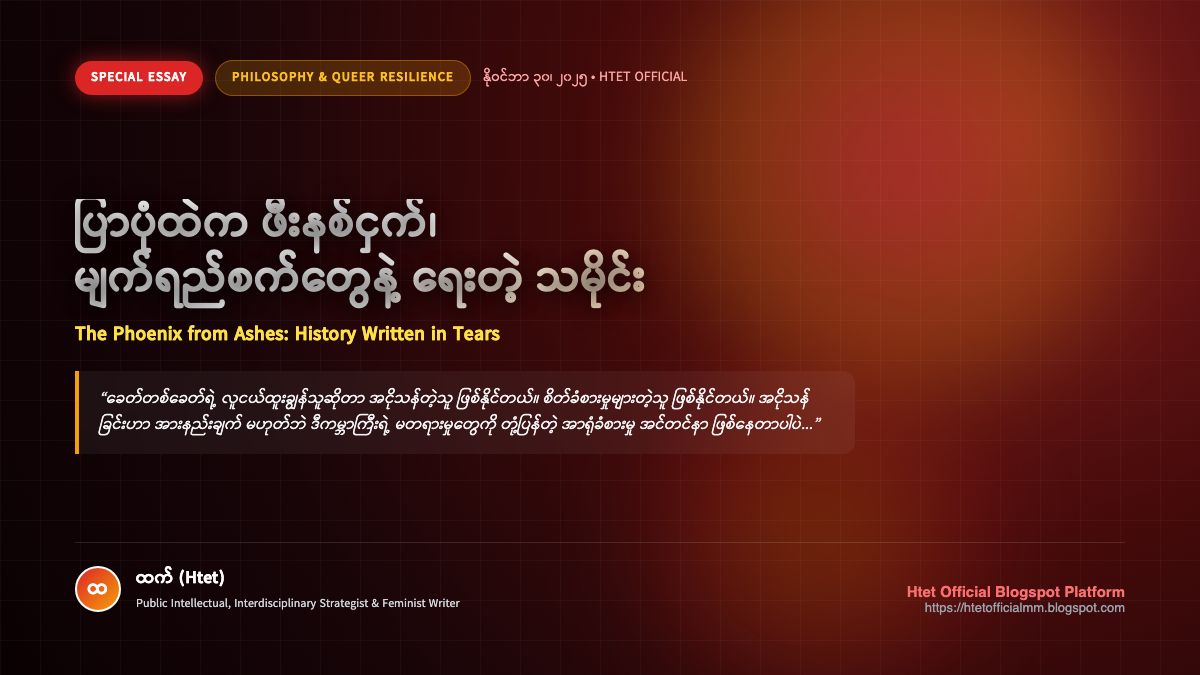 SPECIAL ESSAY
PHILOSOPHY & QUEER RESILIENCE
နိုဝင်ဘာ ၃၀၊ ၂၀၂၅ • HTET OFFICIAL
ပြာပုံထဲက ဖီးနစ်ငှက်၊
မျက်ရည်စက်တွေနဲ့ ရေးတဲ့ သမိုင်း
The Phoenix from Ashes: History Written in Tears
“ခေတ်တစ်ခေတ်ရဲ့ လူငယ်ထူးချွန်သူဆိုတာ အငိုသန်တဲ့သူ ဖြစ်နိုင်တယ်။ စိတ်ခံစားမှုများတဲ့သူ ဖြစ်နိုင်တယ်။ အငိုသန်
ခြင်းဟာ အားနည်းချက် မဟုတ်ဘဲ ဒီကမ္ဘာကြီးရဲ့ မတရားမှုတွေကို တုံ့ပြန်တဲ့ အာရုံခံစားမှု အင်တင်နာ ဖြစ်နေတာပါပဲ...”
ထ
ထက် (Htet)
Public Intellectual, Interdisciplinary Strategist & Feminist Writer
Htet Official Blogspot Platform
https://htetofficialmm.blogspot.com